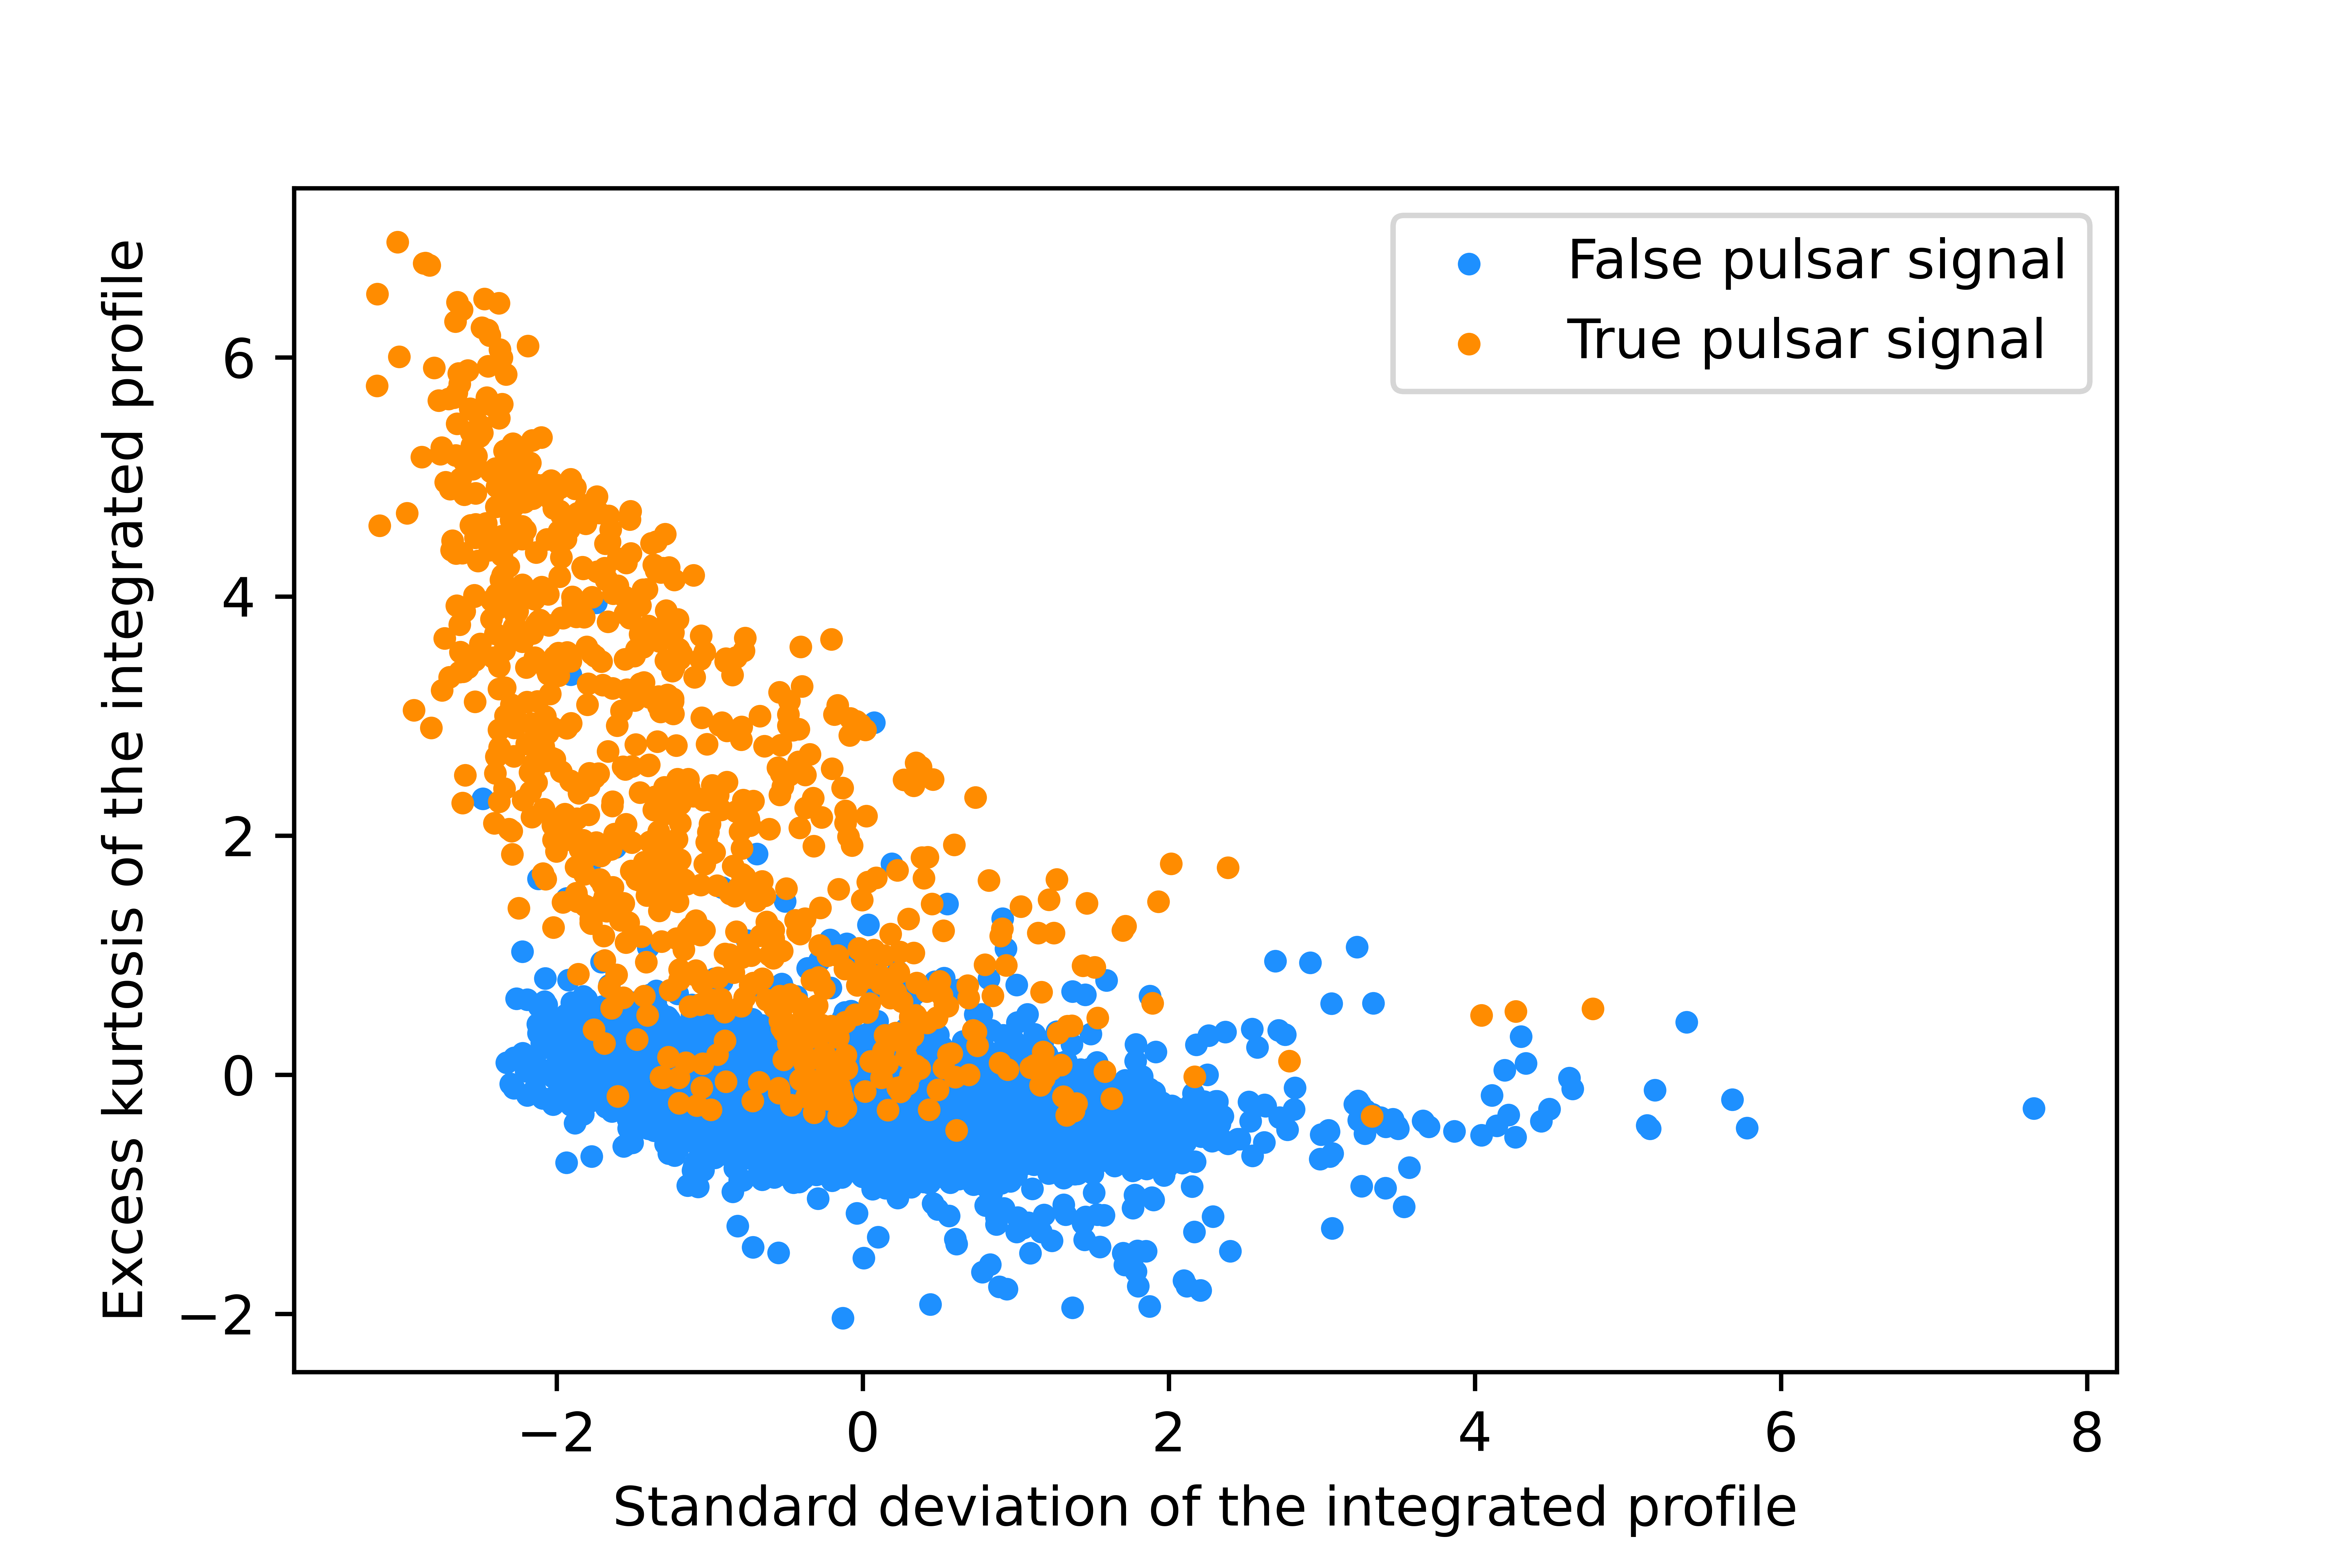 False pulsar signal
True pulsar signal
Excess kurtosis of the integrated profile
6
4
2
0
−2
−2 0 2 4 6 8
Standard deviation of the integrated profile